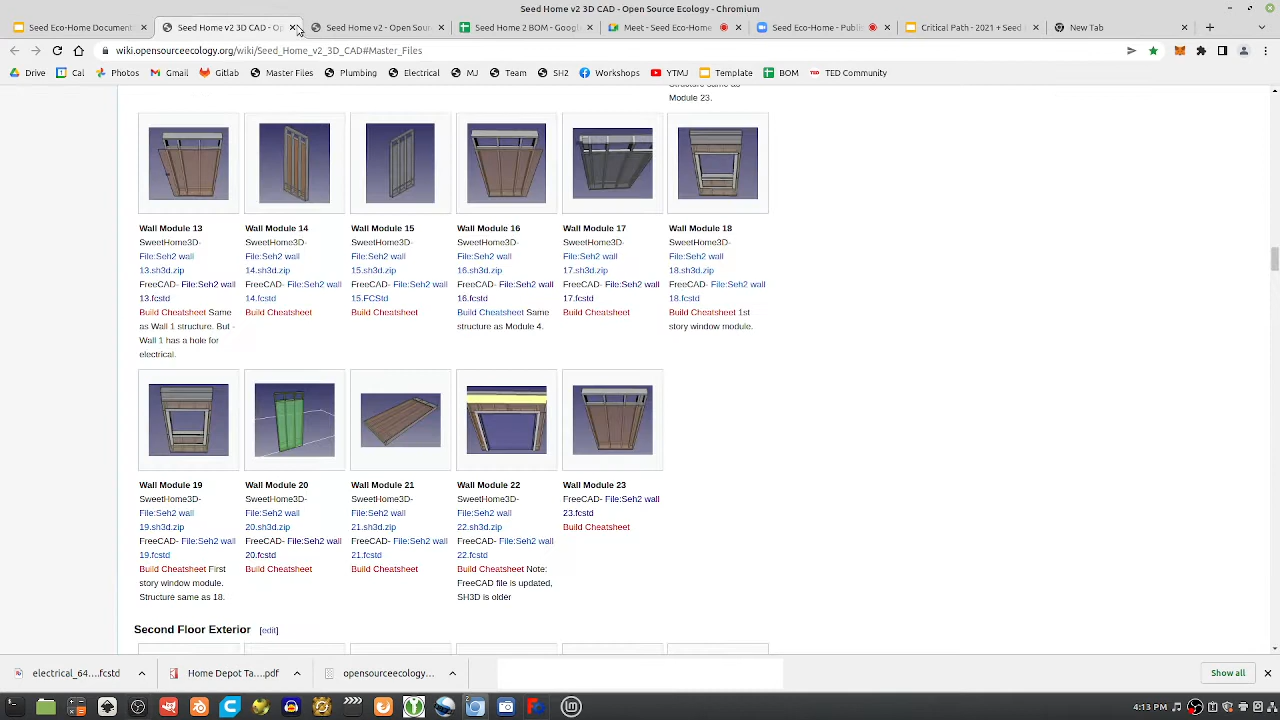 Seed Home v2 3D CAD - Open Source Ecology - Chromium
Seed Home Document
Seed Home v2 3D CAD - O
Seed Home v2 - Open Sour
Seed Home 2 BOM - Goog
Meet - Seed Eco-Home
Seed Eco-Home - Publi
Critical Path - 2021 + Seed
New Tab
wiki.opensourceecology.org/wiki/Seed_Home_v2_3D_CAD#Master_Files
Drive
Cal
Photos
Gmail
Gitlab
Master Files
Plumbing
Electrical
MJ
Team
SH2
Workshops
YTMJ
Template
BOM
TED Community
Structure same as
Module 23.
Wall Module 13
SweetHome3D-
File:Seh2 wall
13.sh3d.zip
FreeCAD- File:Seh2 wall
13.fcstd
Build Cheatsheet Same
as Wall 1 structure. But -
Wall 1 has a hole for
electrical.
Wall Module 14
SweetHome3D-
File:Seh2 wall
14.sh3d.zip
FreeCAD- File:Seh2 wall
14.fcstd
Build Cheatsheet
Wall Module 15
SweetHome3D-
File:Seh2 wall
15.sh3d.zip
FreeCAD- File:Seh2 wall
15.FCStd
Build Cheatsheet
Wall Module 16
SweetHome3D-
File:Seh2 wall
16.sh3d.zip
FreeCAD- File:Seh2 wall
16.fcstd
Build Cheatsheet Same
structure as Module 4.
Wall Module 17
SweetHome3D-
File:Seh2 wall
17.sh3d.zip
FreeCAD- File:Seh2 wall
17.fcstd
Build Cheatsheet
Wall Module 18
SweetHome3D-
File:Seh2 wall
18.sh3d.zip
FreeCAD- File:Seh2 wall
18.fcstd
Build Cheatsheet 1st
story window module.
Wall Module 19
SweetHome3D-
File:Seh2 wall
19.sh3d.zip
FreeCAD- File:Seh2 wall
19.fcstd
Build Cheatsheet First
story window module.
Structure same as 18.
Wall Module 20
SweetHome3D-
File:Seh2 wall
20.sh3d.zip
FreeCAD- File:Seh2 wall
20.fcstd
Build Cheatsheet
Wall Module 21
SweetHome3D-
File:Seh2 wall
21.sh3d.zip
FreeCAD- File:Seh2 wall
21.fcstd
Build Cheatsheet
Wall Module 22
SweetHome3D-
File:Seh2 wall
22.sh3d.zip
FreeCAD- File:Seh2 wall
22.fcstd
Build Cheatsheet Note:
FreeCAD file is updated,
SH3D is older
Wall Module 23
FreeCAD- File:Seh2 wall
23.fcstd
Build Cheatsheet
Second Floor Exterior [edit]
electrical_64....fcstd
Home Depot Ta....pdf
opensourceecology....
Show all
4:13 PM